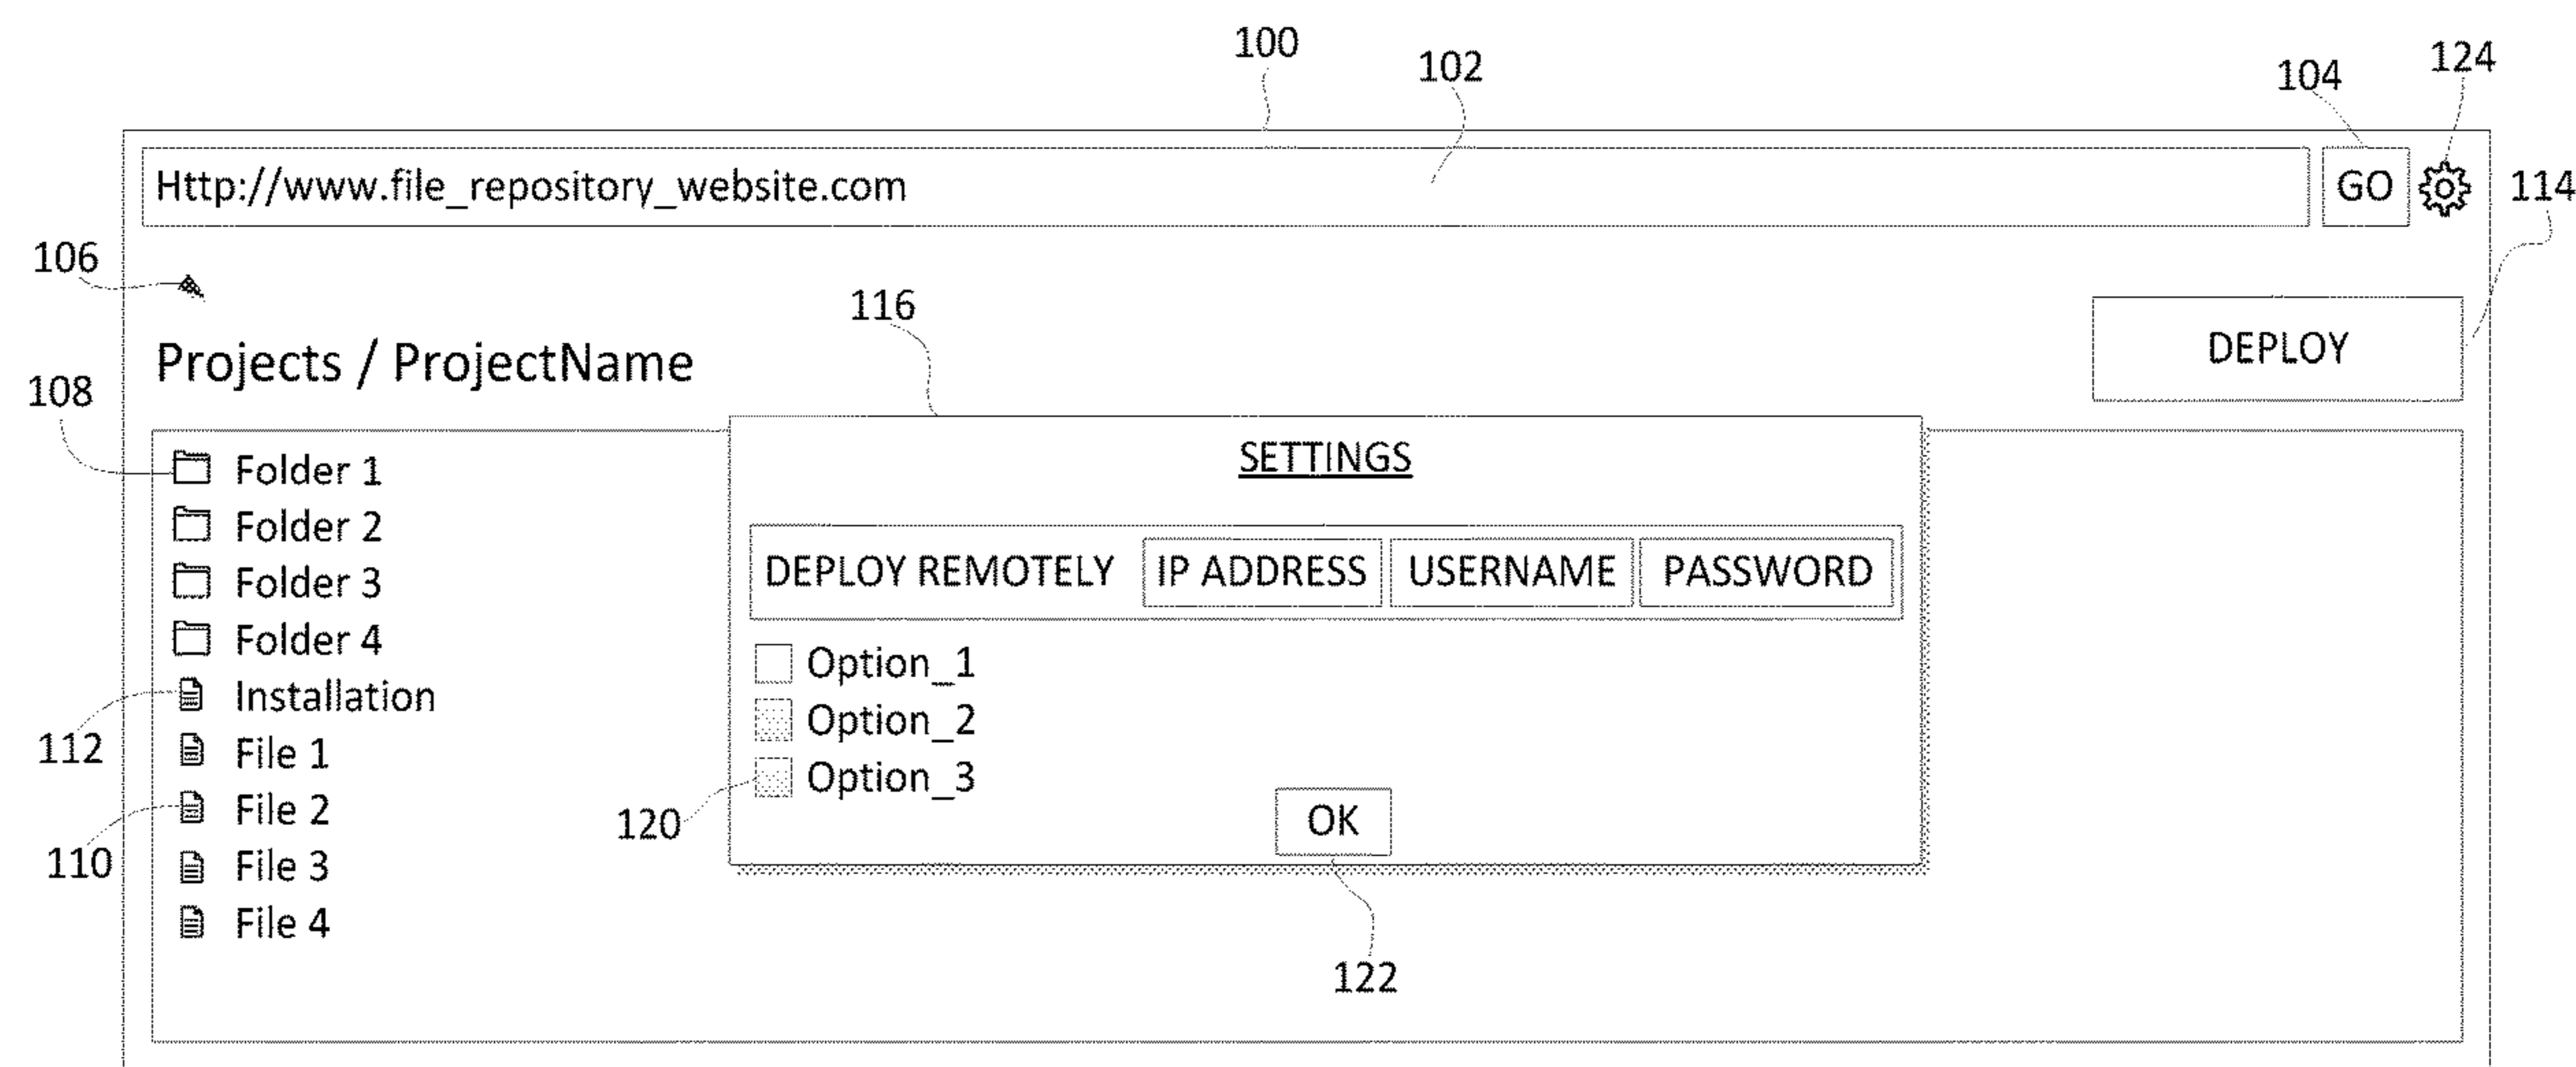 100
102
104
124
Http://www.file_repository_website.com
GO
114
106
116
Projects / ProjectName
DEPLOY
108
SETTINGS
Folder 1
Folder 2
Folder 3
Folder 4
Installation
File 1
File 2
File 3
File 4
DEPLOY REMOTELY IP ADDRESS USERNAME PASSWORD
Option_1
Option_2
Option_3
112
110
120
OK
122